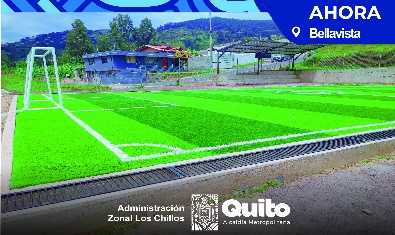 AHORA
Bellavista
Administración
Zonal Los Chillos
Quito
Alcaldía Metropolitana